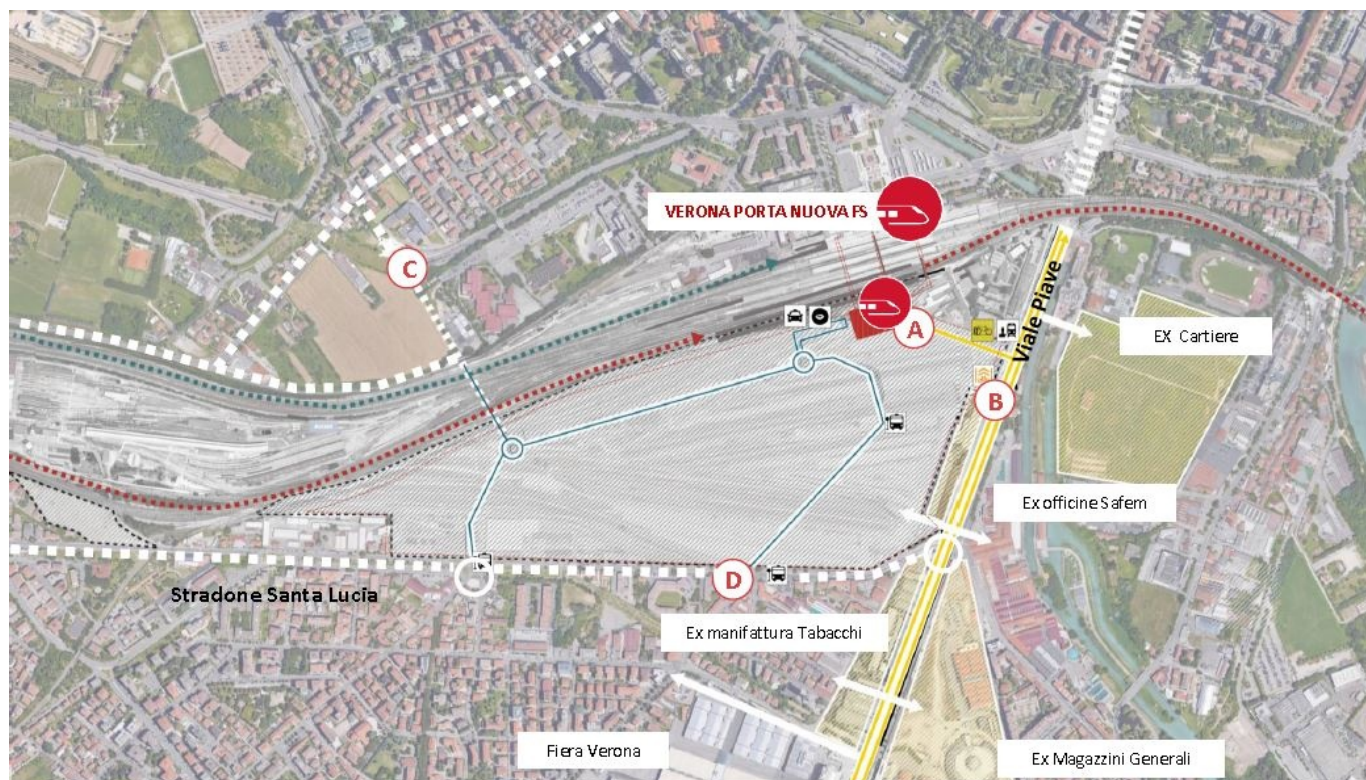 VERONA PORTA NUOVA FS
C
A
Viale Piave
EX Cartiere
B
Ex officine Safem
D
Stradone Santa Lucia
Ex manifattura Tabacchi
Fiera Verona
Ex Magazzini Generali